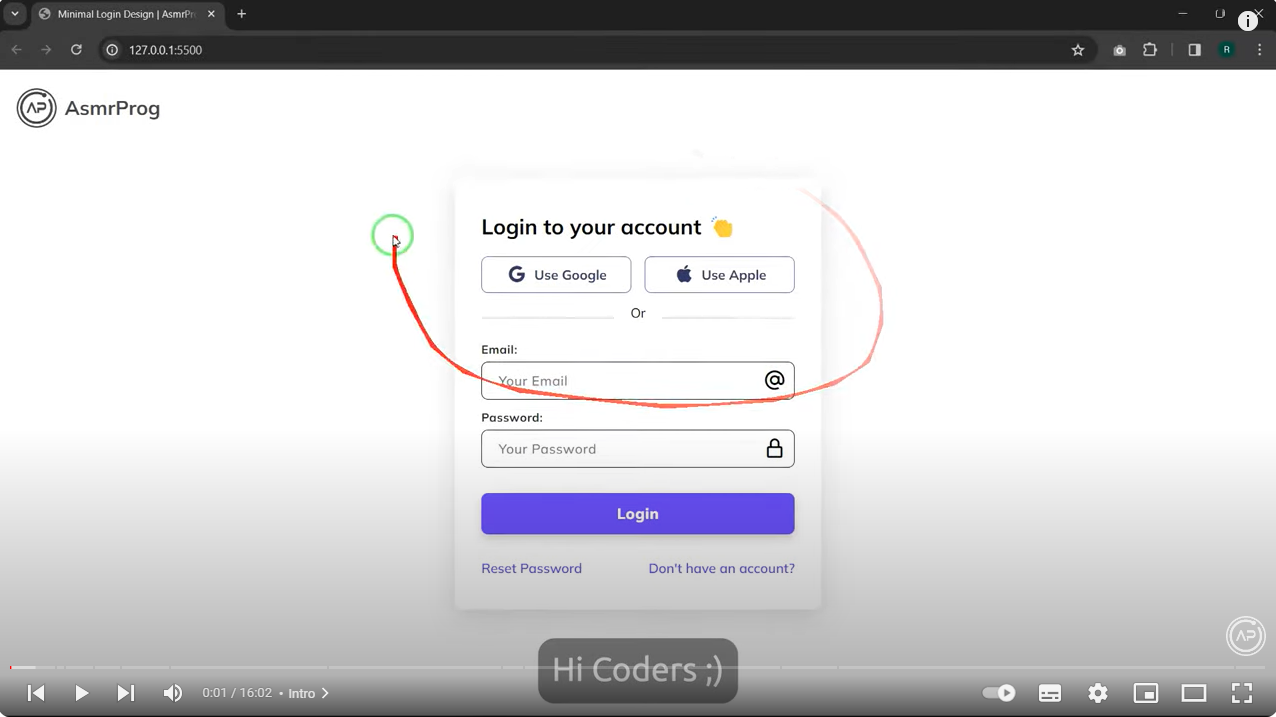 Minimal Login Design | AsmrPr
127.0.0.1:5500
R
AP AsmrProg
Login to your account 👏
G Use Google
Use Apple
Or
Email:
Your Email @
Password:
Your Password
Login
Reset Password Don't have an account?
AP
Hi Coders ;)
0:01 / 16:02 • Intro